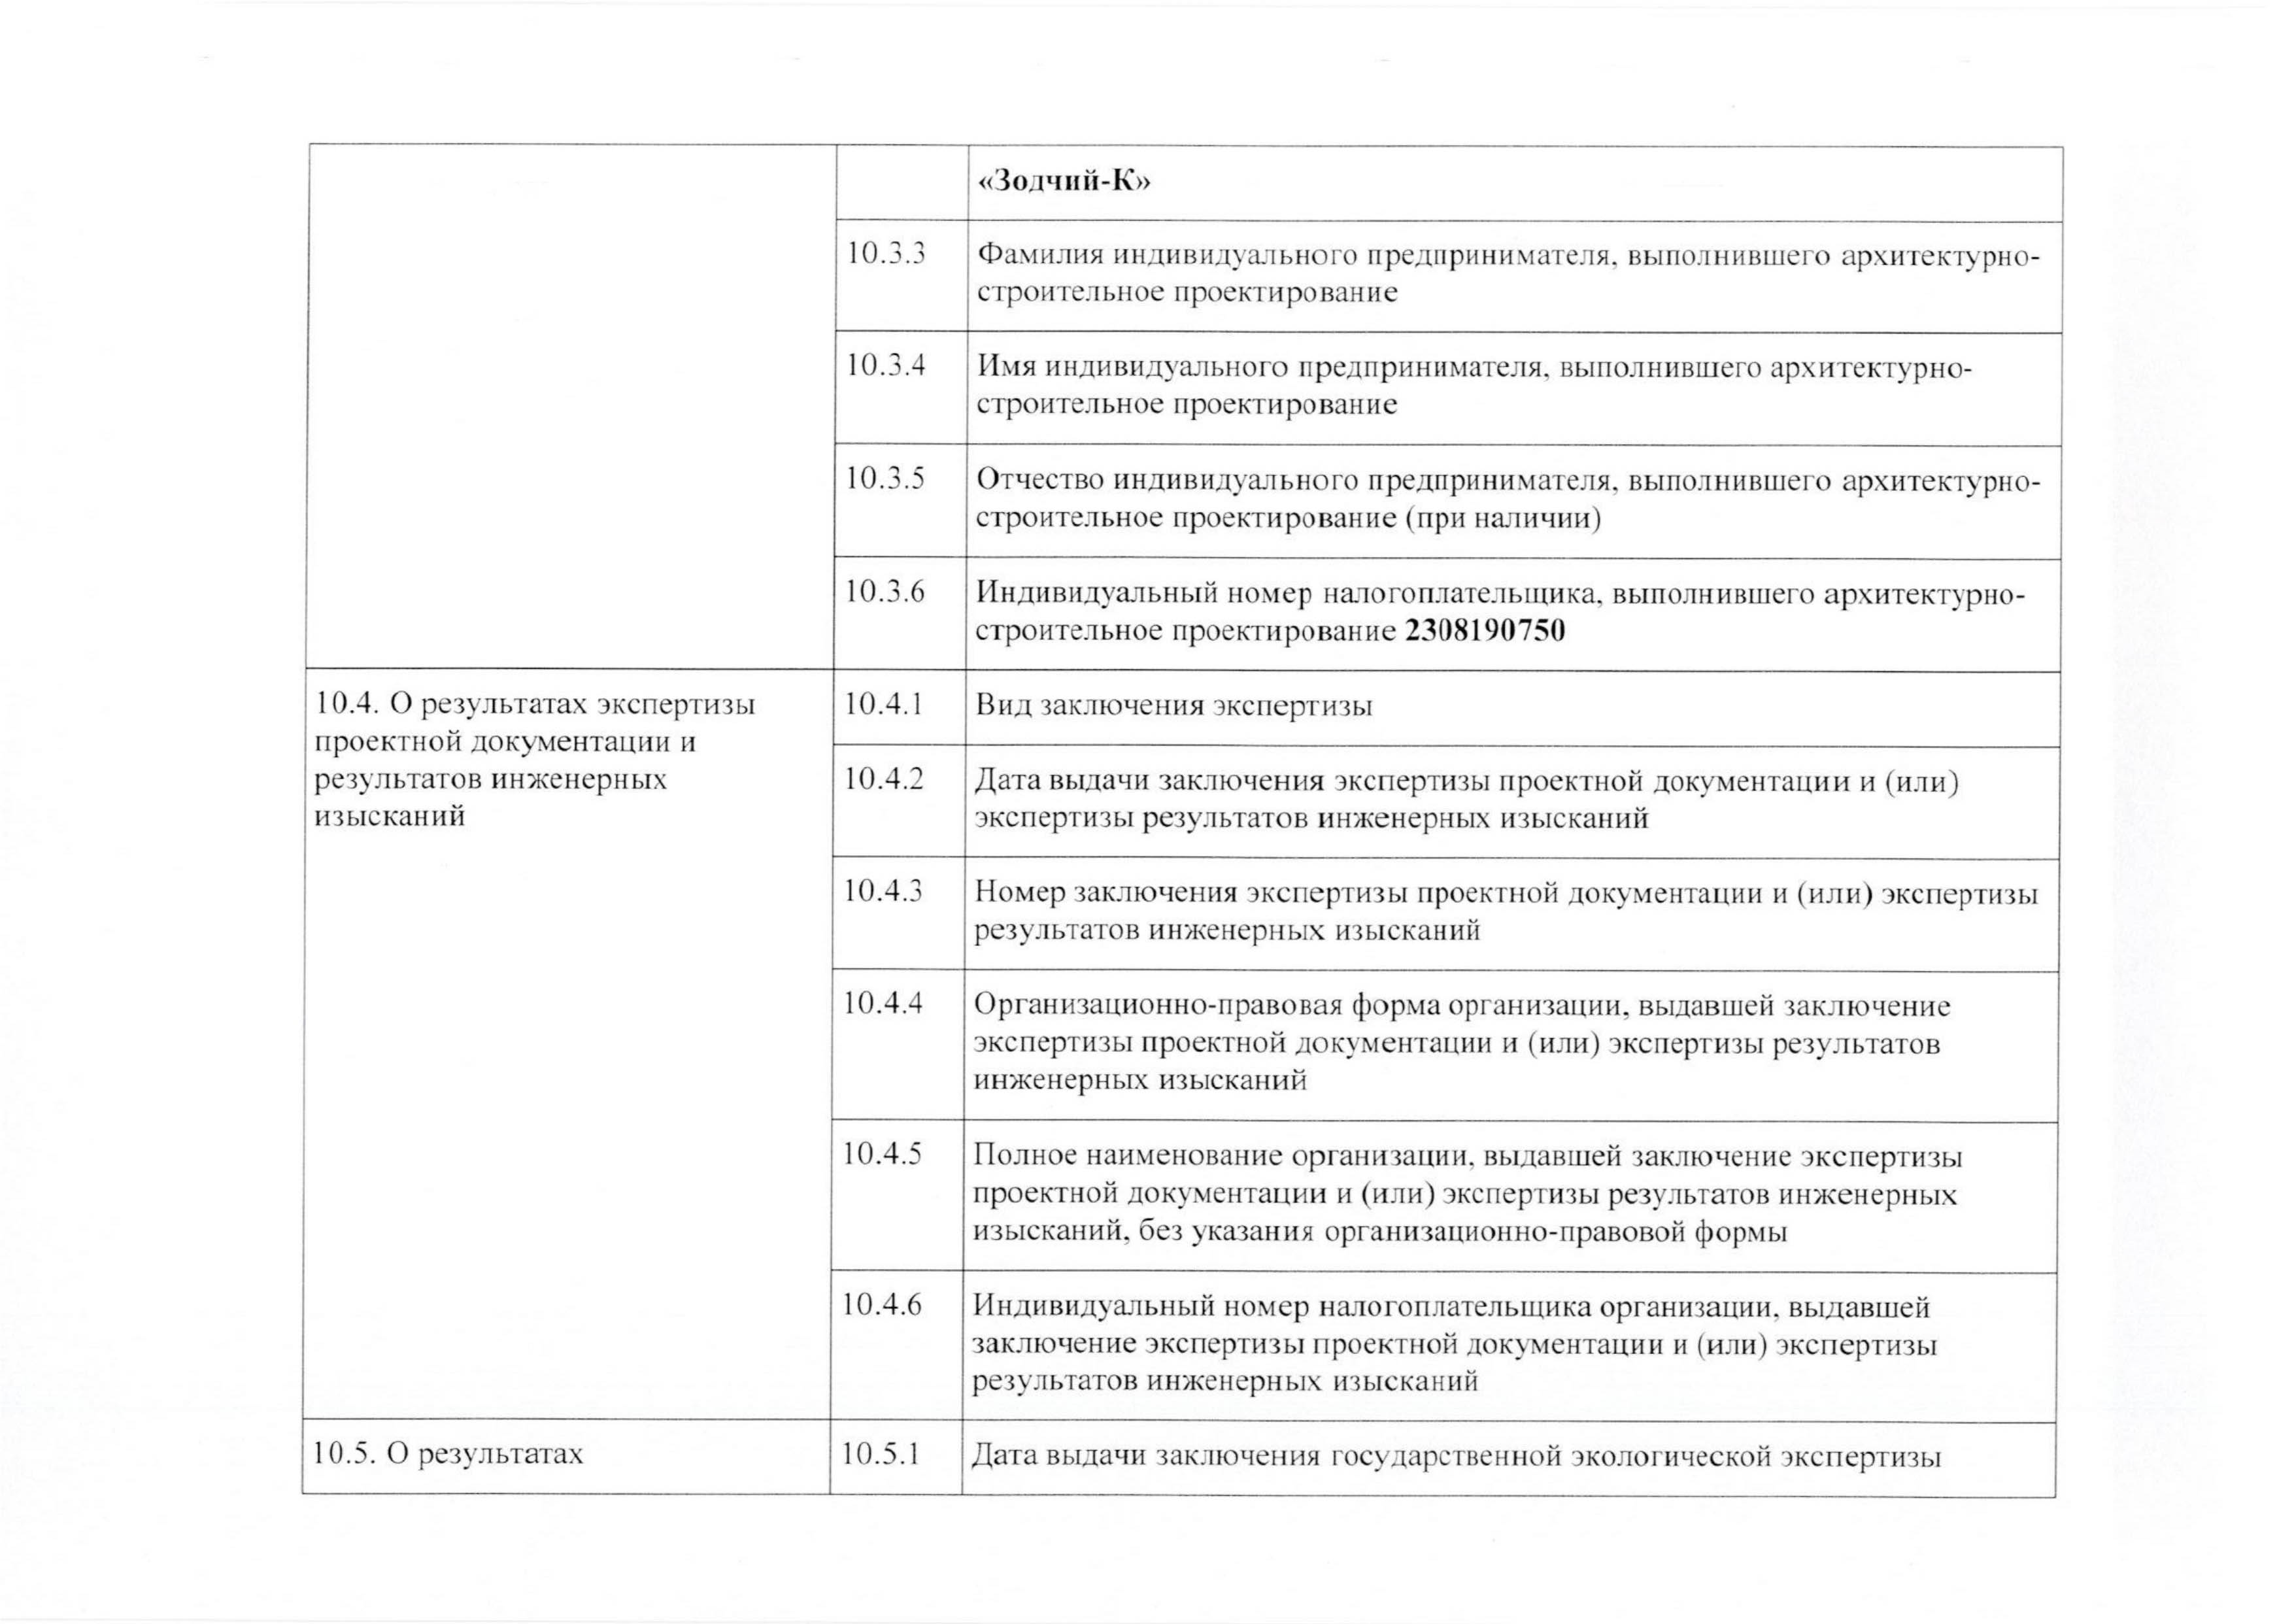 «Зодчий-К»
10.3.3 Фамилия индивидуального предпринимателя, выполнившего архитектурно-
строительное проектирование
10.3.4 Имя индивидуального предпринимателя, выполнившего архитектурно-
строительное проектирование
10.3.5 Отчество индивидуального предпринимателя, выполнившего архитектурно-
строительное проектирование (при наличии)
10.3.6 Индивидуальный номер налогоплательщика, выполнившего архитектурно-
строительное проектирование 2308190750
10.4. О результатах экспертизы
проектной документации и
результатов инженерных
изысканий
10.4.1 Вид заключения экспертизы
10.4.2 Дата выдачи заключения экспертизы проектной документации и (или)
экспертизы результатов инженерных изысканий
10.4.3 Номер заключения экспертизы проектной документации и (или) экспертизы
результатов инженерных изысканий
10.4.4 Организационно-правовая форма организации, выдавшей заключение
экспертизы проектной документации и (или) экспертизы результатов
инженерных изысканий
10.4.5 Полное наименование организации, выдавшей заключение экспертизы
проектной документации и (или) экспертизы результатов инженерных
изысканий, без указания организационно-правовой формы
10.4.6 Индивидуальный номер налогоплательщика организации, выдавшей
заключение экспертизы проектной документации и (или) экспертизы
результатов инженерных изысканий
10.5. О результатах
10.5.1 Дата выдачи заключения государственной экологической экспертизы